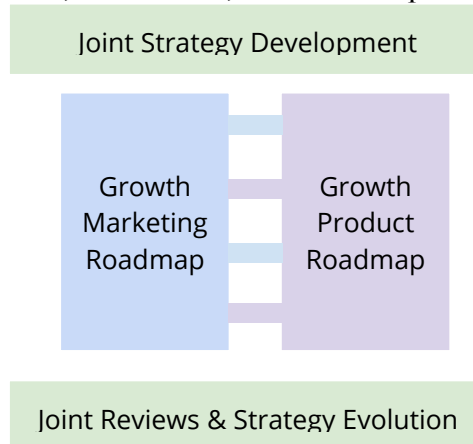 Joint Strategy Development
Growth
Marketing
Roadmap
Growth
Product
Roadmap
Joint Reviews & Strategy Evolution